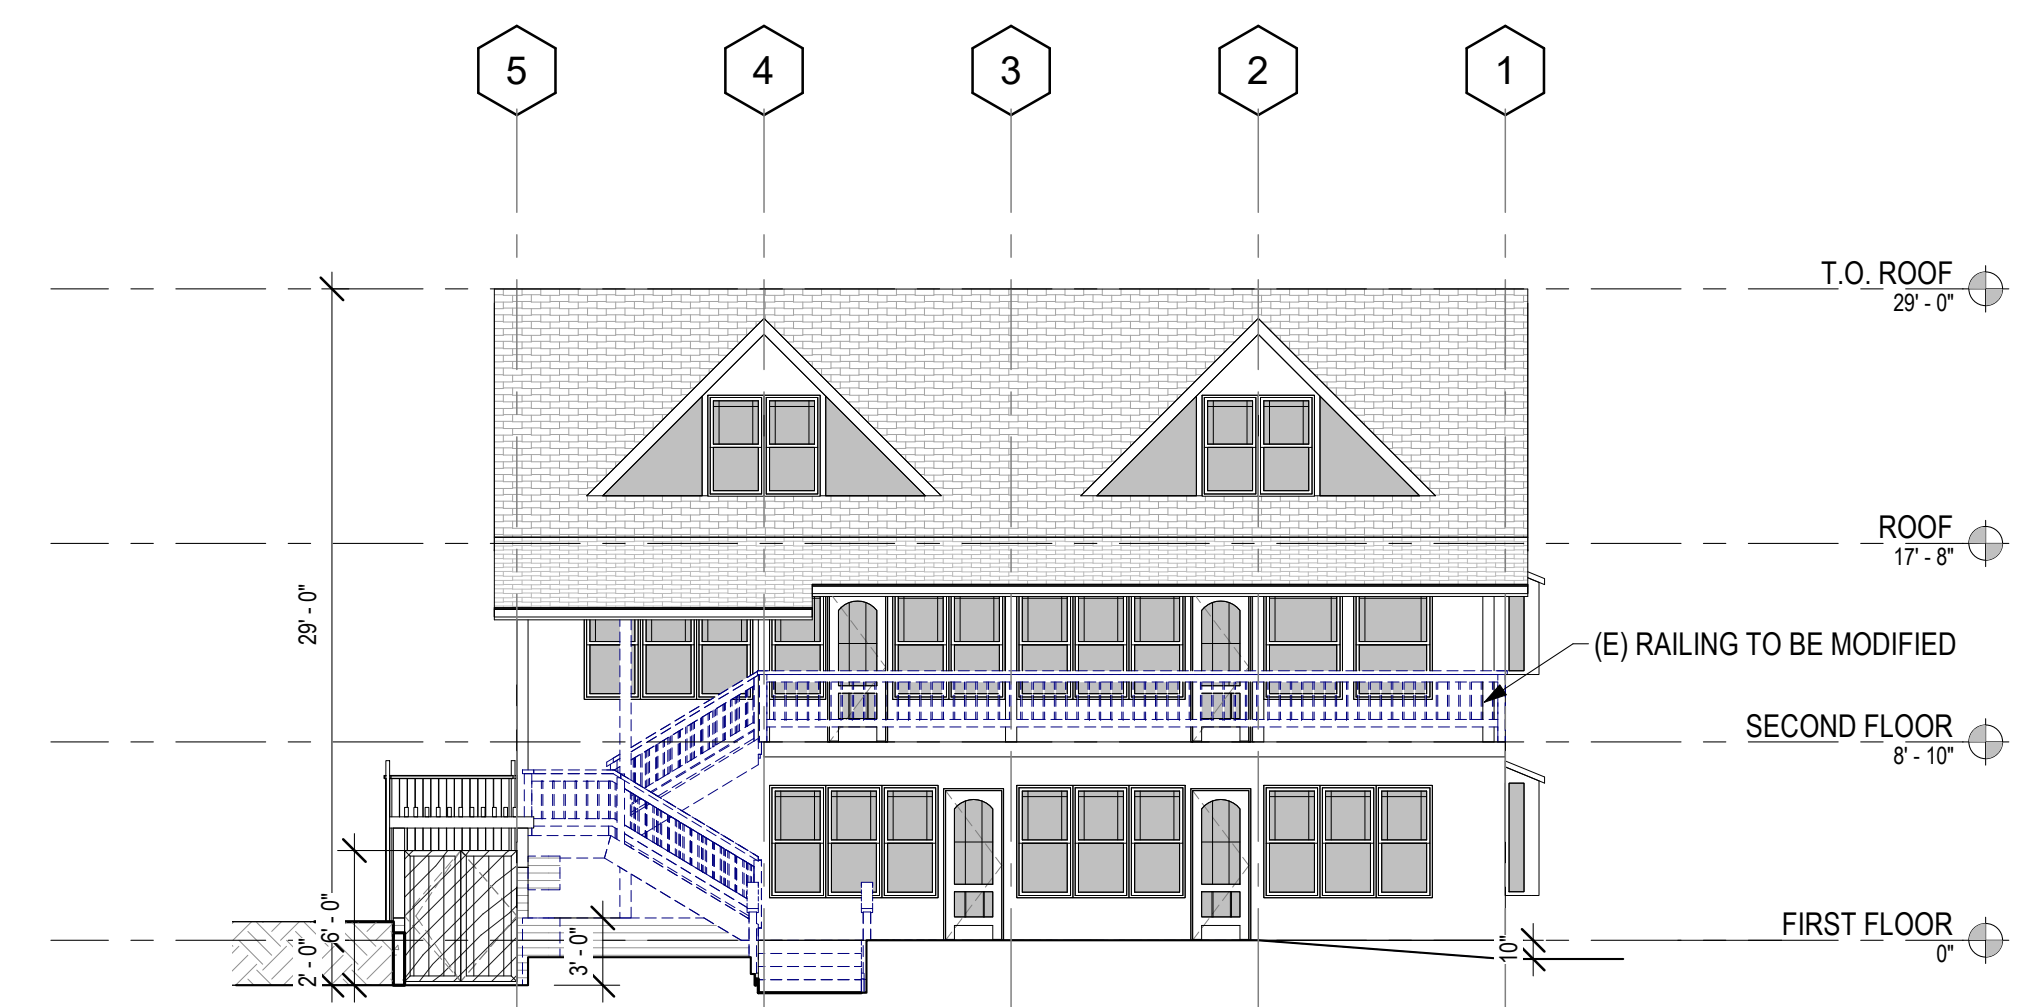 5
4
3
2
1
T.O. ROOF
29' - 0"
ROOF
17' - 8"
29' - 0"
(E) RAILING TO BE MODIFIED
SECOND FLOOR
8' - 10"
FIRST FLOOR
0"
6' - 0"
2' - 0"
3' - 0"
10"